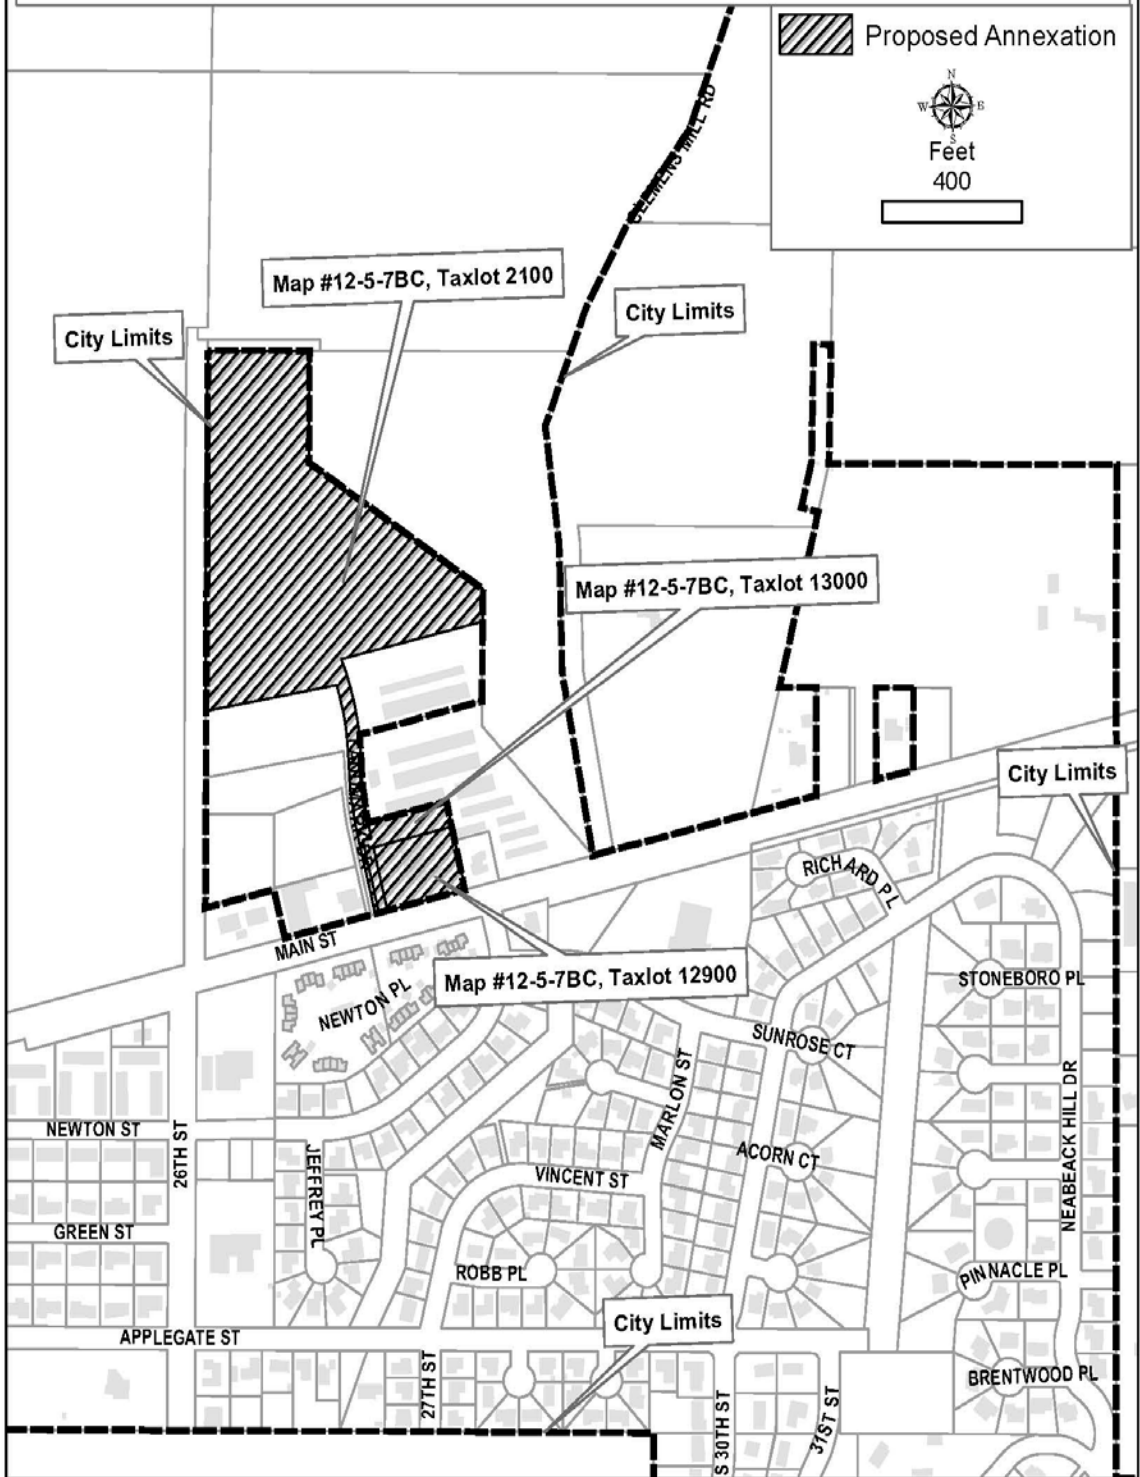 Proposed Annexation
N
W
E
S
Feet
400
CLEMENS MILL RD
Map #12-5-7BC, Taxlot 2100
City Limits
City Limits
Map #12-5-7BC, Taxlot 13000
City Limits
RICHARD PL
MAIN ST
Map #12-5-7BC, Taxlot 12900
STONEBORO PL
NEWTON PL
SUNROSE CT
MARLON ST
NEABEACK HILL DR
NEWTON ST
26TH ST
JEFFREY PL
ACORN CT
VINCENT ST
GREEN ST
ROBB PL
PINNACLE PL
City Limits
APPLEGATE ST
27TH ST
BRENTWOOD PL
S 30TH ST
31ST ST